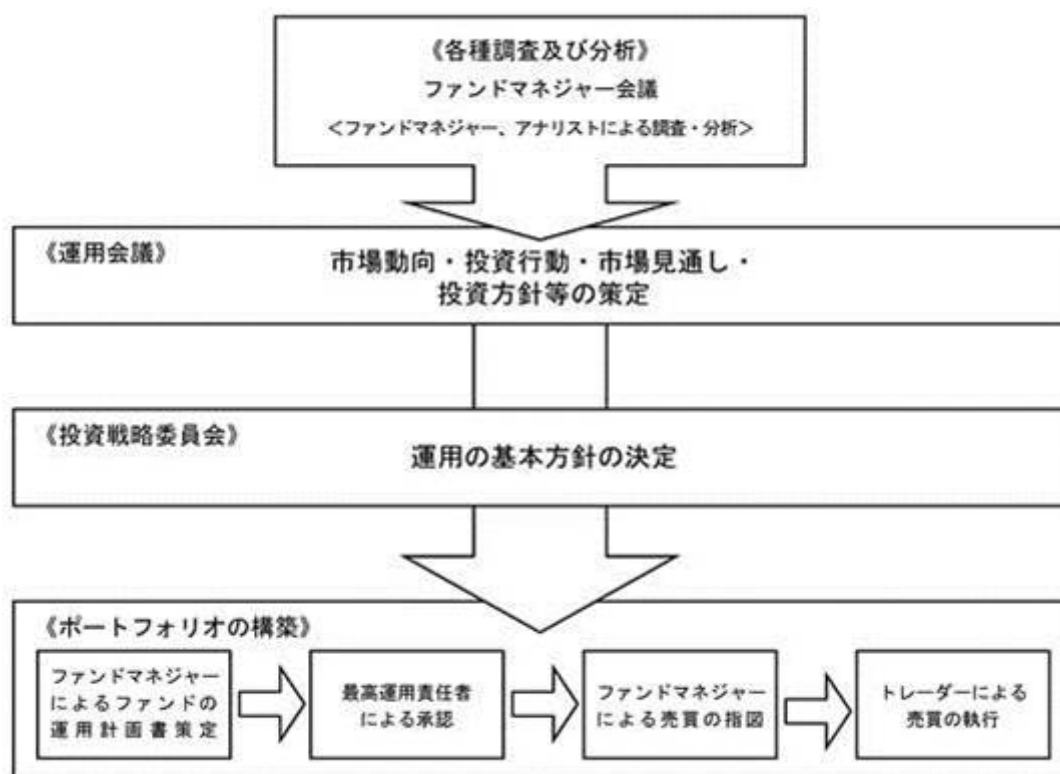 《各種調査及び分析》
ファンドマネジャー会議
<ファンドマネジャー、アナリストによる調査・分析>
《運用会議》
市場動向・投資行動・市場見通し・
投資方針等の策定
《投資戦略委員会》
運用の基本方針の決定
《ポートフォリオの構築》
ファンドマネジャー
によるファンドの
運用計画書策定
最高運用責任者
による承認
ファンドマネジャー
による売買の指図
トレーダーによる
売買の執行